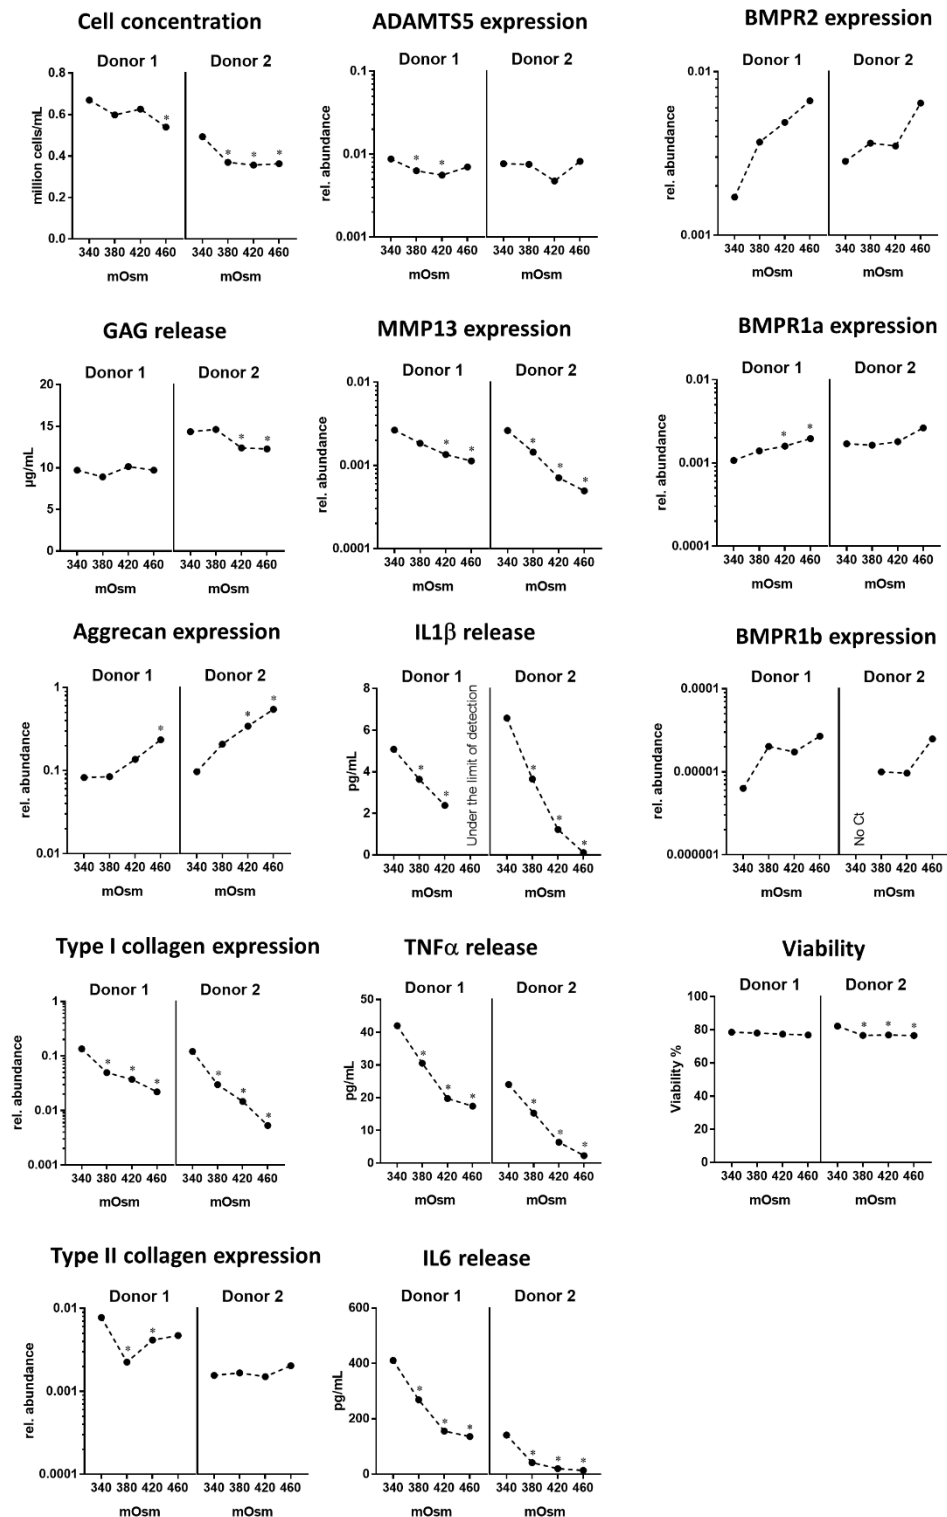 Cell concentration
Donor 1 Donor 2
million cells/mL
0.8
0.6
0.4
0.2
0.0
* * * *
340 380 420 460 340 380 420 460
mOsm mOsm
ADAMTS5 expression
Donor 1 Donor 2
rel. abundance
0.1
0.01
0.001
* *
340 380 420 460 340 380 420 460
mOsm mOsm
BMPR2 expression
Donor 1 Donor 2
rel. abundance
0.01
0.001
340 380 420 460 340 380 420 460
mOsm mOsm
GAG release
Donor 1 Donor 2
µg/mL
20
15
10
5
0
* *
340 380 420 460 340 380 420 460
mOsm mOsm
MMP13 expression
Donor 1 Donor 2
rel. abundance
0.01
0.001
0.0001
* * * * *
340 380 420 460 340 380 420 460
mOsm mOsm
BMPR1a expression
Donor 1 Donor 2
rel. abundance
0.01
0.001
0.0001
* *
340 380 420 460 340 380 420 460
mOsm mOsm
Aggrecan expression
Donor 1 Donor 2
rel. abundance
1
0.1
0.01
* * *
340 380 420 460 340 380 420 460
mOsm mOsm
IL1β release
Donor 1 Donor 2
pg/mL
8
6
4
2
0
* * * * *
Under the limit of detection
340 380 420 460 340 380 420 460
mOsm mOsm
BMPR1b expression
Donor 1 Donor 2
rel. abundance
0.0001
0.00001
0.000001
No Ct
340 380 420 460 340 380 420 460
mOsm mOsm
Type I collagen expression
Donor 1 Donor 2
rel. abundance
1
0.1
0.01
0.001
* * * * * *
340 380 420 460 340 380 420 460
mOsm mOsm
TNFα release
Donor 1 Donor 2
pg/mL
50
40
30
20
10
0
* * * * * *
340 380 420 460 340 380 420 460
mOsm mOsm
Viability
Donor 1 Donor 2
Viability %
100
80
60
40
20
0
* * *
340 380 420 460 340 380 420 460
mOsm mOsm
Type II collagen expression
Donor 1 Donor 2
rel. abundance
0.01
0.001
0.0001
* *
340 380 420 460 340 380 420 460
mOsm mOsm
IL6 release
Donor 1 Donor 2
pg/mL
600
400
200
0
* * * * * *
340 380 420 460 340 380 420 460
mOsm mOsm